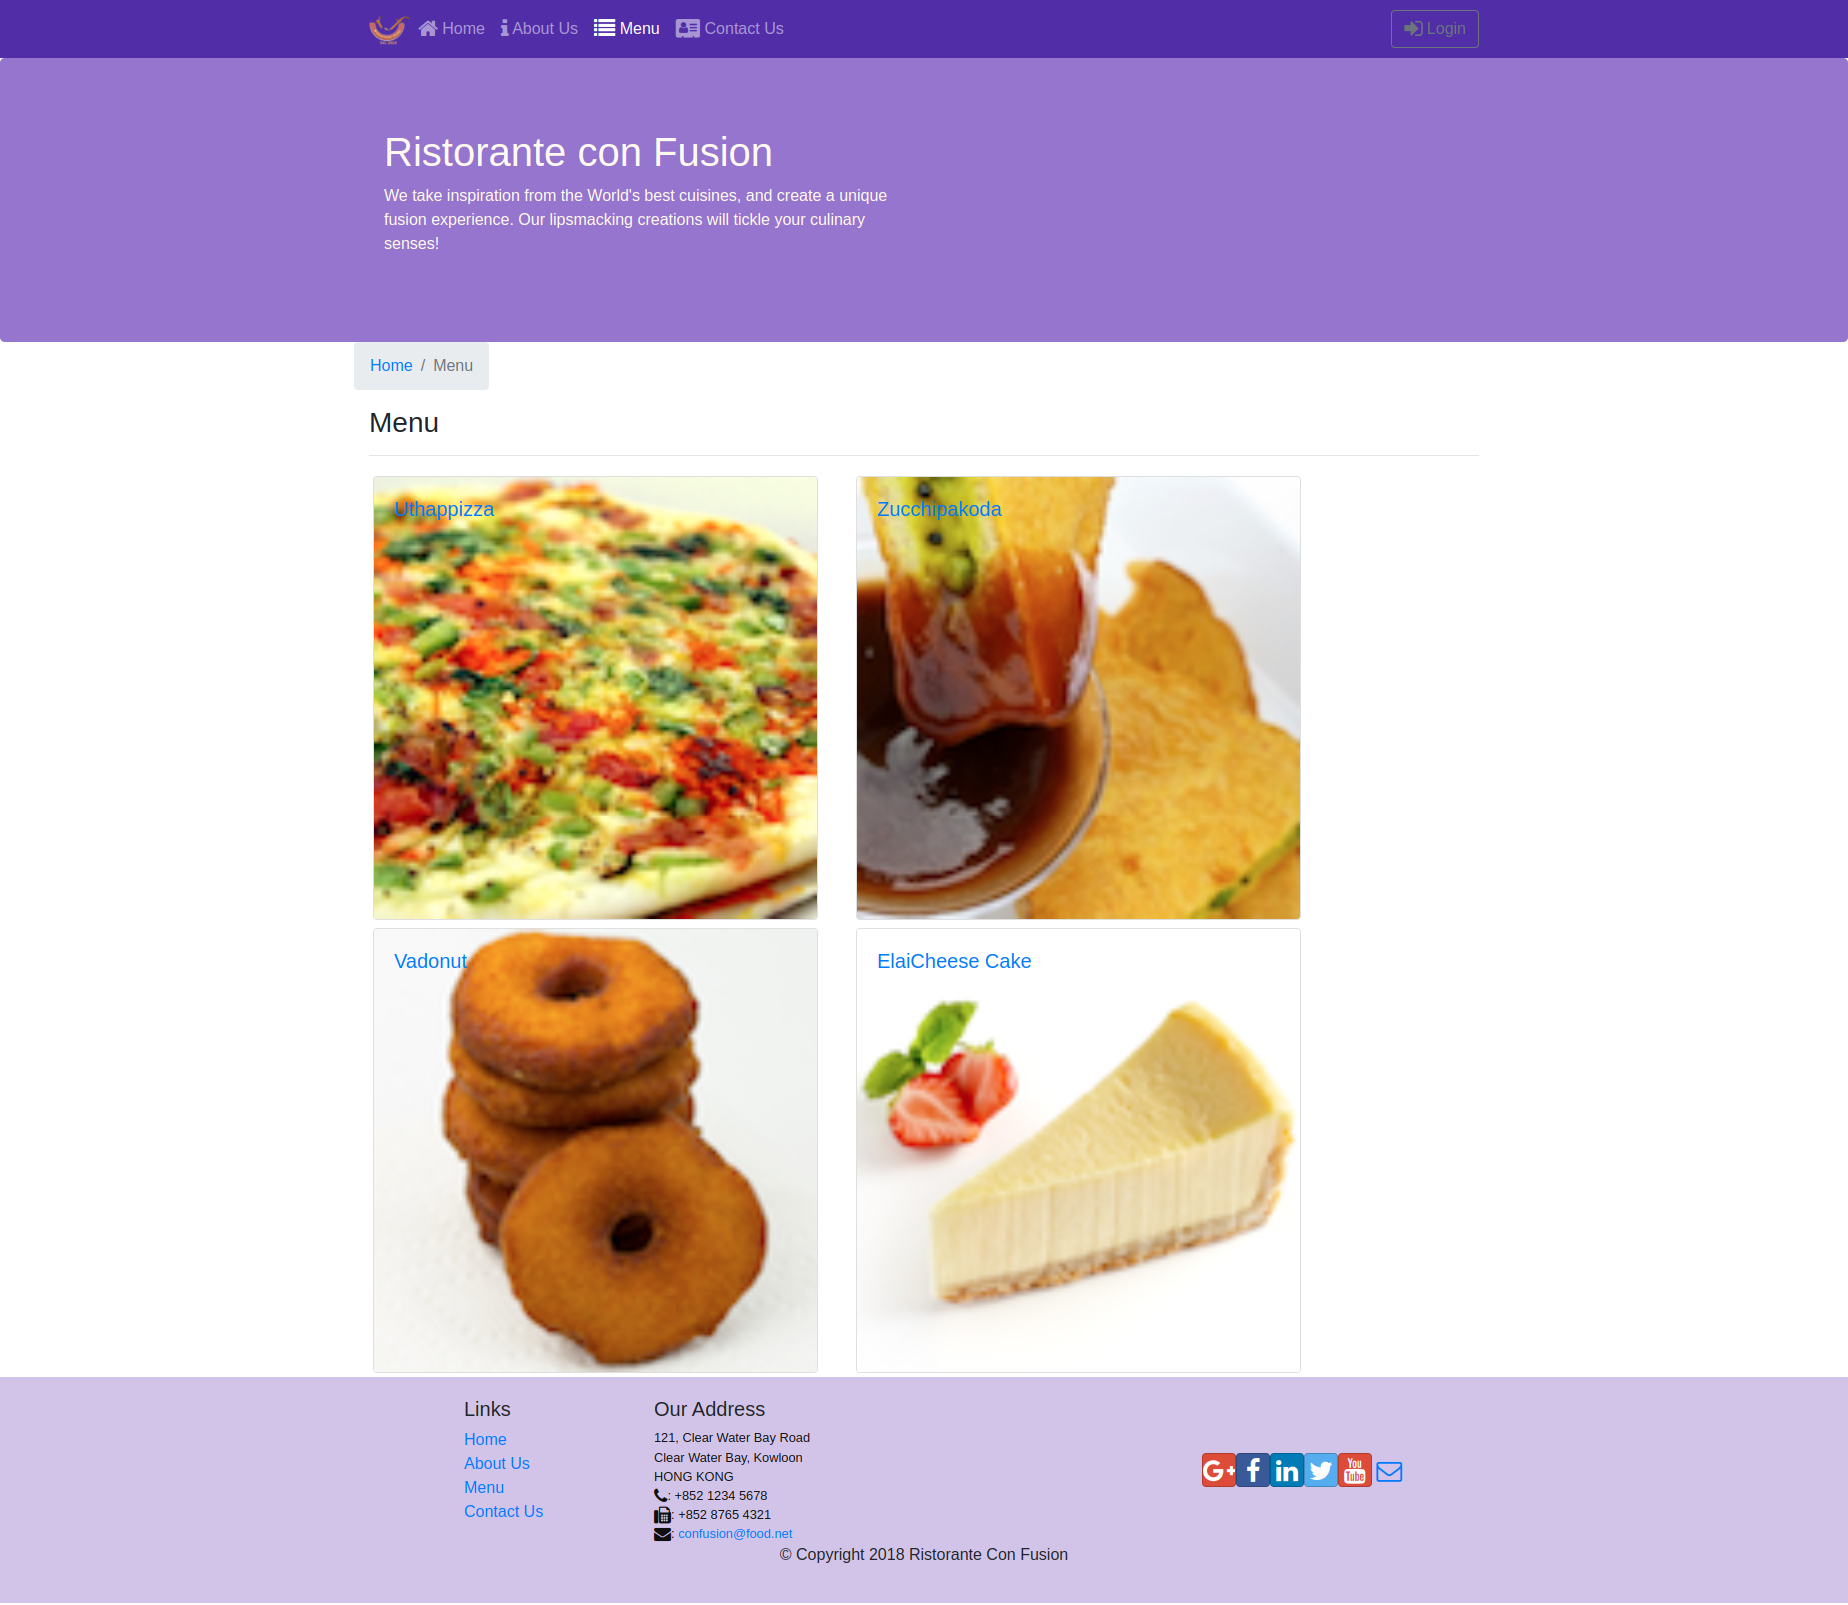 Home About Us Menu Contact Us Login
Ristorante con Fusion
We take inspiration from the World's best cuisines, and create a unique
fusion experience. Our lipsmacking creations will tickle your culinary
senses!
Home / Menu
Menu
Uthappizza
Zucchipakoda
Vadonut
ElaiCheese Cake
Links
Home
About Us
Menu
Contact Us
Our Address
121, Clear Water Bay Road
Clear Water Bay, Kowloon
HONG KONG
: +852 1234 5678
: +852 8765 4321
: confusion@food.net
G+ f in You Tube
© Copyright 2018 Ristorante Con Fusion